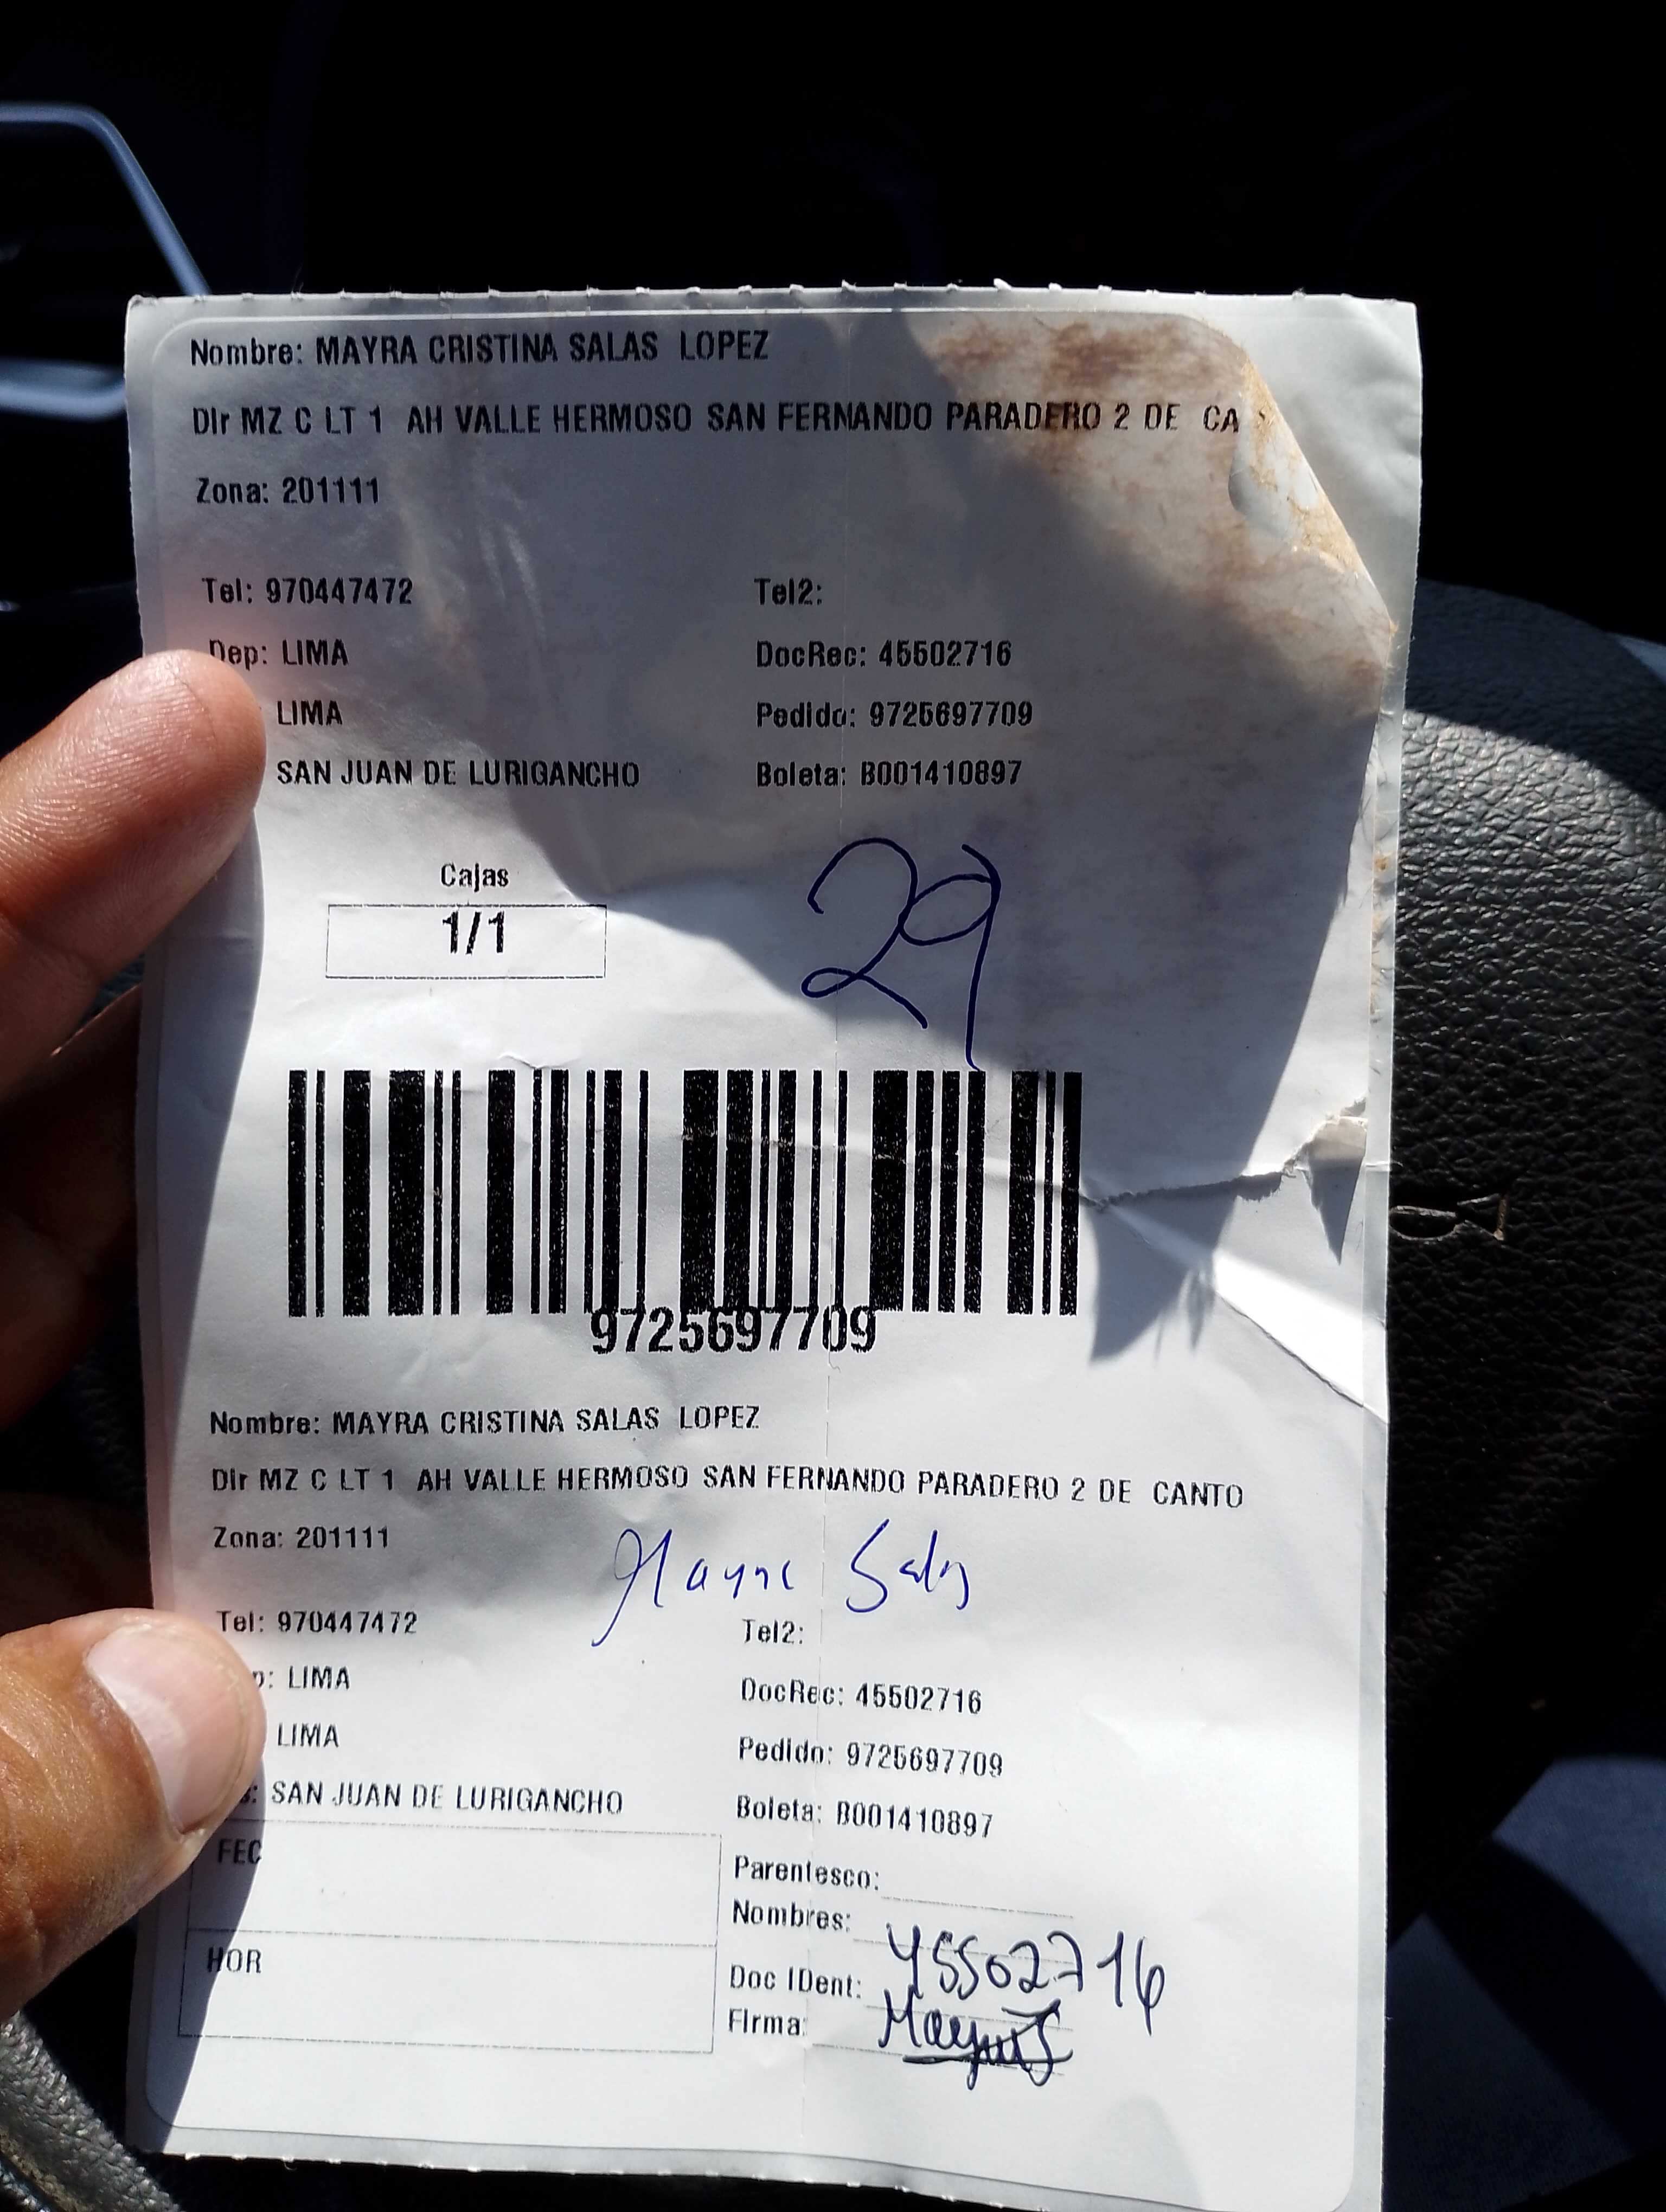 Nombre: MAYRA CRISTINA SALAS LOPEZ
Dir MZ C LT 1 AH VALLE HERMOSO SAN FERNANDO PARADERO 2 DE CA
Zona: 201111
Tel: 970447472 Tel2:
Dep: LIMA DocRec: 45502716
LIMA Pedido: 9725697709
SAN JUAN DE LURIGANCHO Boleta: B001410897
Cajas
1/1
29
9725697709
Nombre: MAYRA CRISTINA SALAS LOPEZ
Dir MZ C LT 1 AH VALLE HERMOSO SAN FERNANDO PARADERO 2 DE CANTO
Zona: 201111
Mayra Salas
Tel: 970447472 Tel2:
p: LIMA DocRec: 45502716
LIMA Pedido: 9725697709
: SAN JUAN DE LURIGANCHO Boleta: B001410897
FEC Parentesco:
Nombres:
HOR Doc IDent: 45502716
Firma: MayraS